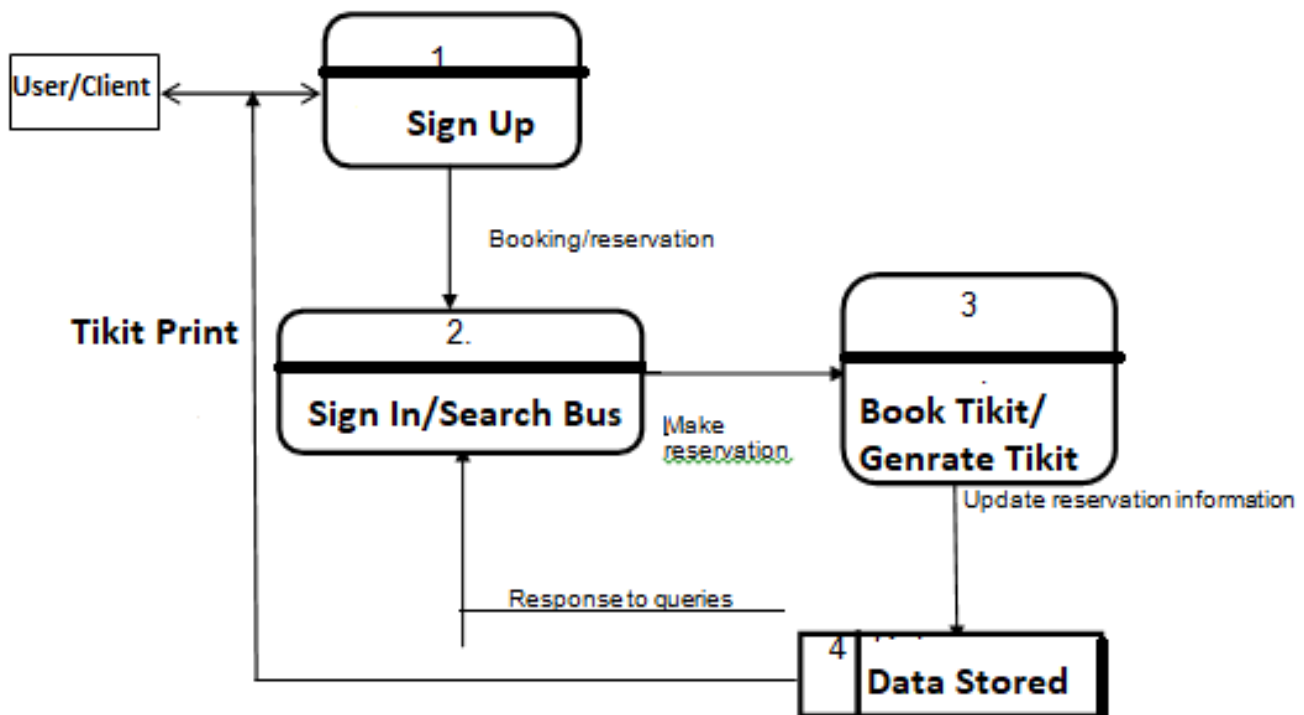 1
User/Client
Sign Up
Booking/reservation
Tikit Print
2.
Sign In/Search Bus
Make
reservation
3
Book Tikit/
Genrate Tikit
Update reservation information
Response to queries
4
Data Stored